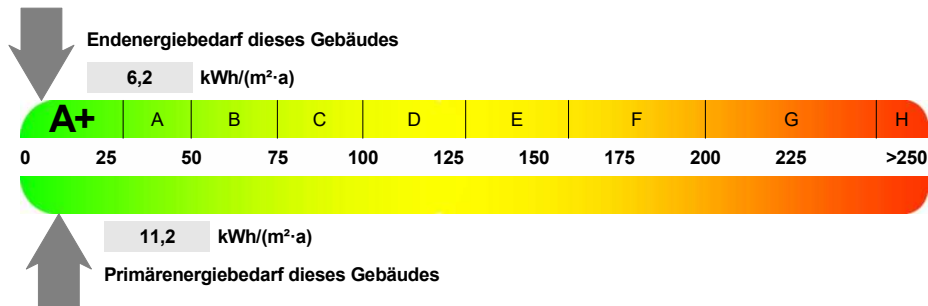 Endenergiebedarf dieses Gebäudes
6,2 kWh/(m²·a)
A+ A B C D E F G H
0 25 50 75 100 125 150 175 200 225 >250
11,2 kWh/(m²·a)
Primärenergiebedarf dieses Gebäudes